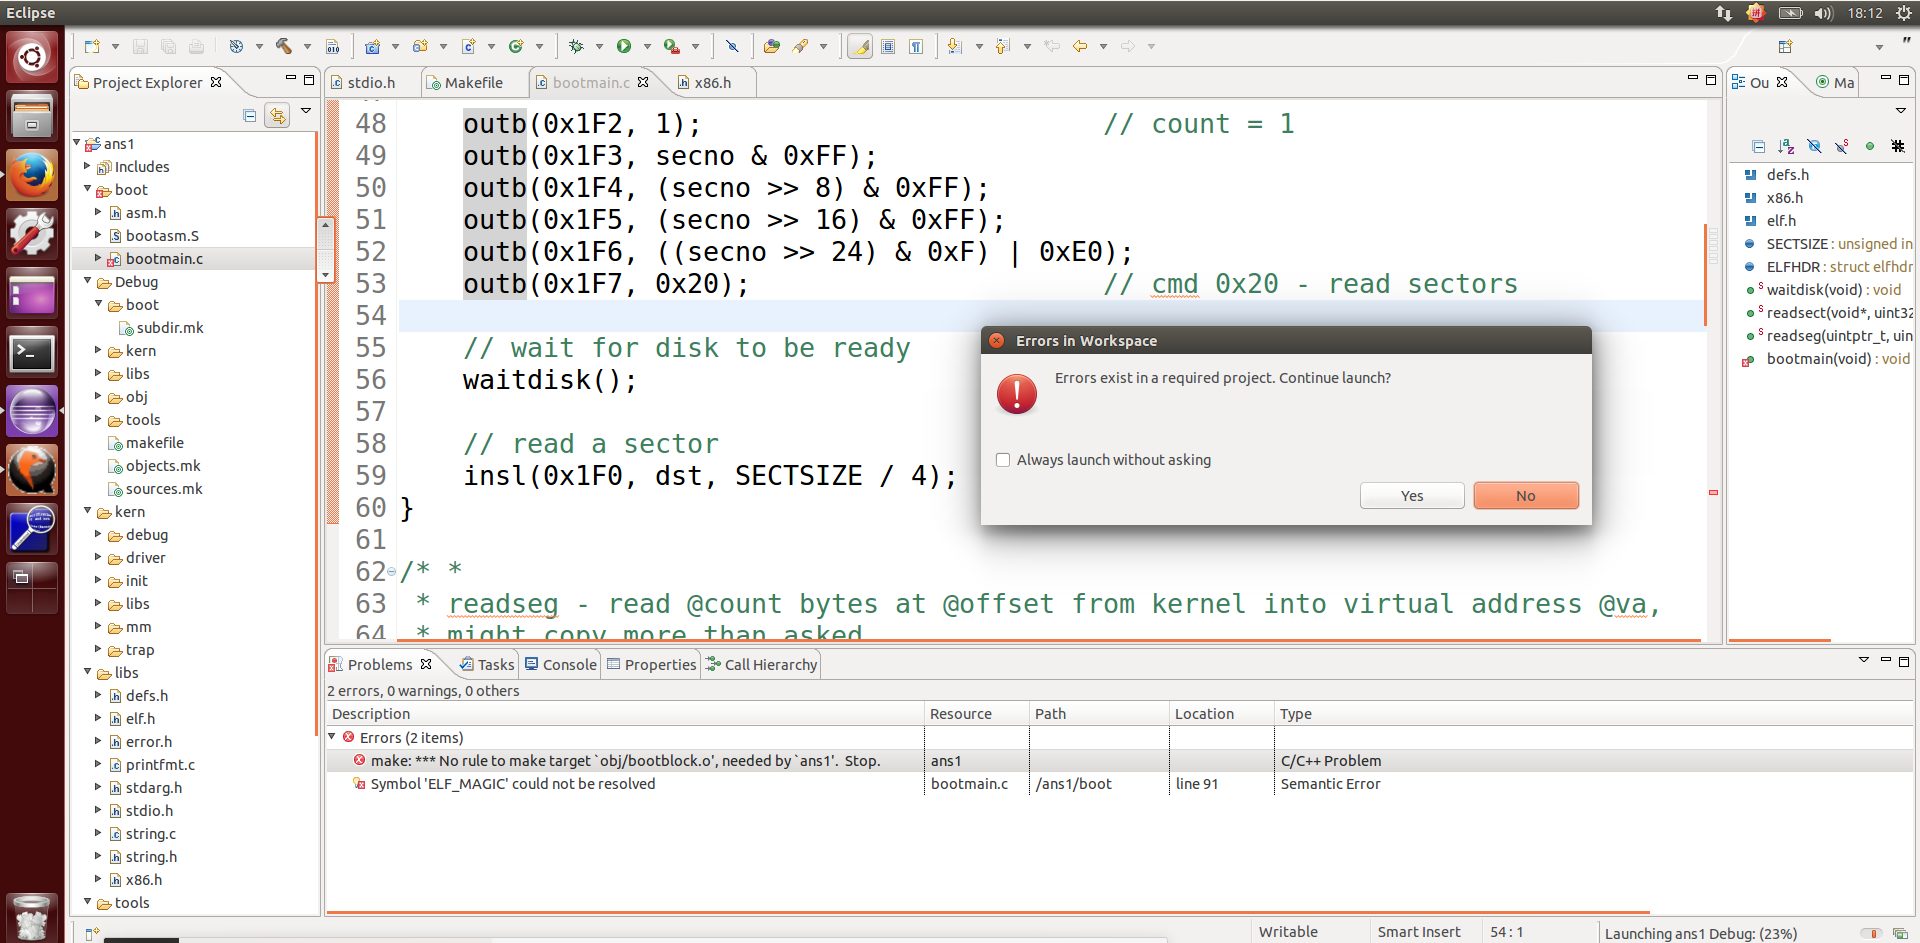 Eclipse
18:12
Project Explorer
stdio.h
Makefile
bootmain.c
x86.h
Ou
Ma
ans1
Includes
boot
asm.h
bootasm.S
bootmain.c
Debug
boot
subdir.mk
kern
libs
obj
tools
makefile
objects.mk
sources.mk
kern
debug
driver
init
libs
mm
trap
libs
defs.h
elf.h
error.h
printfmt.c
stdarg.h
stdio.h
string.c
string.h
x86.h
tools
48 outb(0x1F2, 1); // count = 1
49 outb(0x1F3, secno & 0xFF);
50 outb(0x1F4, (secno >> 8) & 0xFF);
51 outb(0x1F5, (secno >> 16) & 0xFF);
52 outb(0x1F6, ((secno >> 24) & 0xF) | 0xE0);
53 outb(0x1F7, 0x20); // cmd 0x20 - read sectors
54
55 // wait for disk to be ready
56 waitdisk();
57
58 // read a sector
59 insl(0x1F0, dst, SECTSIZE / 4);
60 }
61
62 /* *
63 * readseg - read @count bytes at @offset from kernel into virtual address @va,
64 * might copy more than asked
Errors in Workspace
Errors exist in a required project. Continue launch?
Always launch without asking
Yes
No
defs.h
x86.h
elf.h
SECTSIZE : unsigned in
ELFHDR : struct elfhdr
waitdisk(void) : void
readsect(void*, uint32
readseg(uintptr_t, uin
bootmain(void) : void
Problems
Tasks
Console
Properties
Call Hierarchy
2 errors, 0 warnings, 0 others
Description Resource Path Location Type
Errors (2 items)
make: *** No rule to make target `obj/bootblock.o', needed by `ans1'. Stop. ans1 C/C++ Problem
Symbol 'ELF_MAGIC' could not be resolved bootmain.c /ans1/boot line 91 Semantic Error
Writable
Smart Insert
54 : 1
Launching ans1 Debug: (23%)